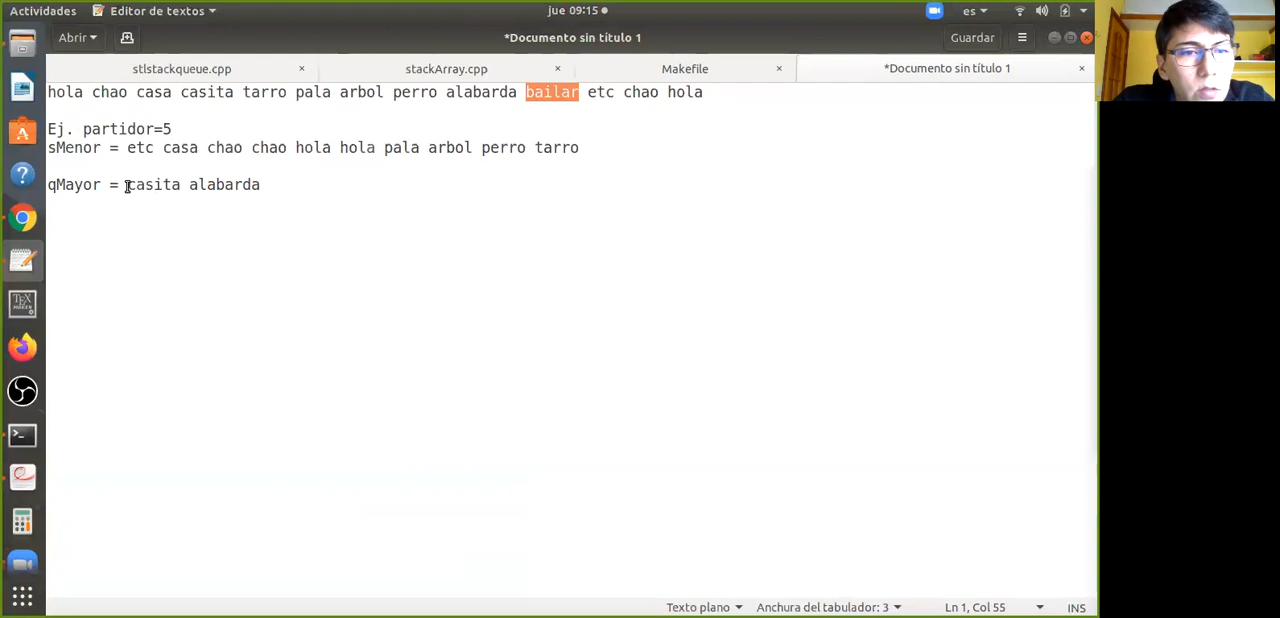 Actividades Editor de textos jue 09:15 es
Abrir *Documento sin título 1 Guardar
stlstackqueue.cpp × stackArray.cpp × Makefile × *Documento sin título 1 ×
hola chao casa casita tarro pala arbol perro alabarda bailar etc chao hola
Ej. partidor=5
sMenor = etc casa chao chao hola hola pala arbol perro tarro
qMayor = casita alabarda
Texto plano Anchura del tabulador: 3 Ln 1, Col 55 INS